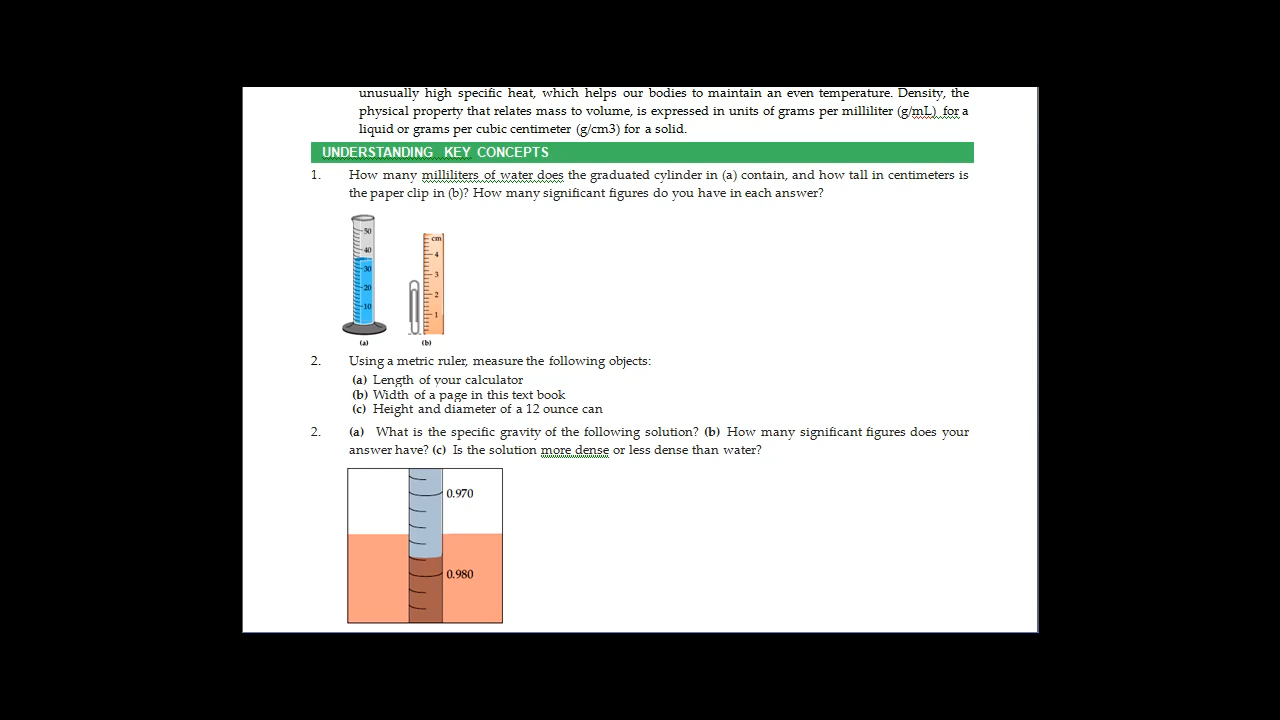 unusually high specific heat, which helps our bodies to maintain an even temperature. Density, the
physical property that relates mass to volume, is expressed in units of grams per milliliter (g/mL) for a
liquid or grams per cubic centimeter (g/cm3) for a solid.
UNDERSTANDING KEY CONCEPTS
1. How many milliliters of water does the graduated cylinder in (a) contain, and how tall in centimeters is
the paper clip in (b)? How many significant figures do you have in each answer?
50
40
30
20
10
(a)
cm
4
3
2
1
(b)
2. Using a metric ruler, measure the following objects:
(a) Length of your calculator
(b) Width of a page in this text book
(c) Height and diameter of a 12 ounce can
2. (a) What is the specific gravity of the following solution? (b) How many significant figures does your
answer have? (c) Is the solution more dense or less dense than water?
0.970
0.980